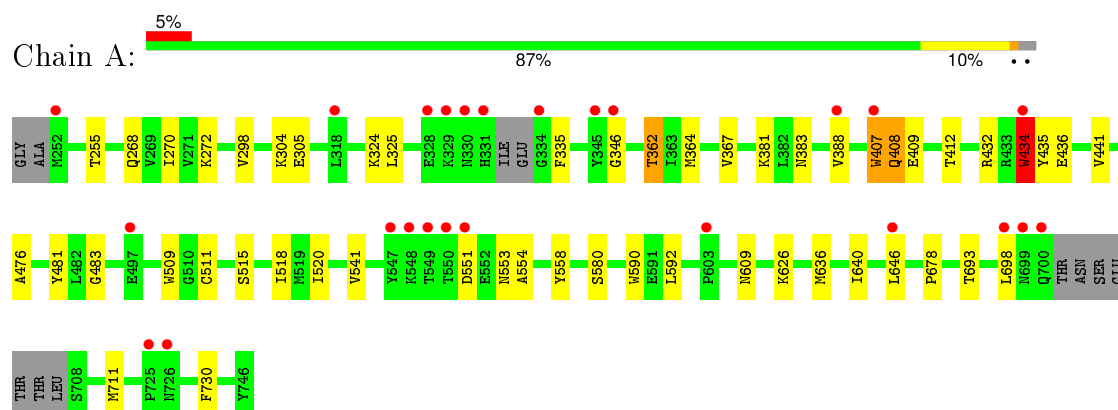 5%
Chain A:
87% 10% • •
GLY ALA M252 T255 Q268 V269 I270 V271 K272 V298 K304 E305 L318 K324 L325 E328 K329 N330 H331 ILE GLU G334 F335 Y345 G346 T362 I363 M364 V367 K381 L382 N383 V388 W407 Q408 E409 T412 R432 R433 W434 Y435 E436 V441
A476 Y481 L482 G483 E497 W509 G510 C511 S515 I518 M519 I520 V541 Y547 K548 T549 T550 D551 E552 N553 A554 Y558 S580 W590 E591 L592 P603 N609 K626 M636 I640 L646 P678 T693 L698 N699 Q700 THR ASN SER GLU
THR THR LEU S708 M711 P725 N726 F730 Y746